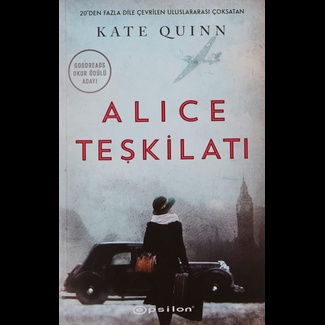 20'DEN FAZLA DİLE ÇEVRİLEN ULUSLARARASI ÇOKSATAN
KATE QUINN
GOODREADS
OKUR ÖDÜLÜ
ADAYI
ALICE
TEŞKİLATI
epsilon